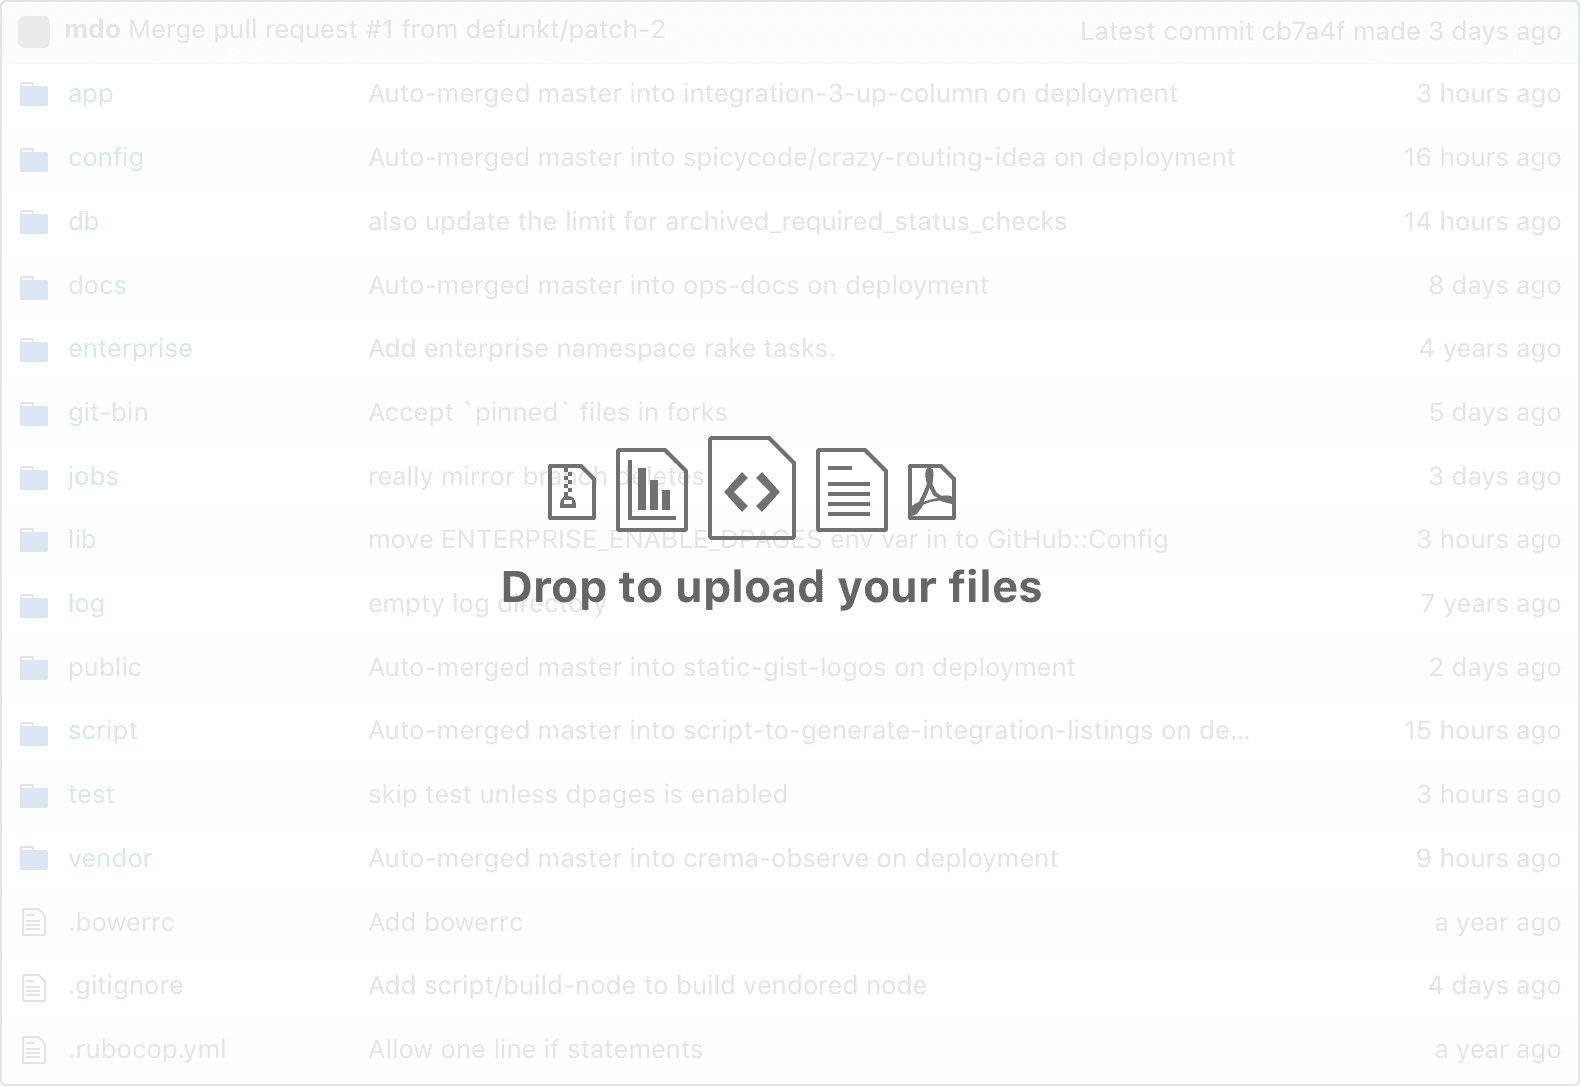 mdo Merge pull request #1 from defunkt/patch-2 Latest commit cb7a4f made 3 days ago
app Auto-merged master into integration-3-up-column on deployment 3 hours ago
config Auto-merged master into spicycode/crazy-routing-idea on deployment 16 hours ago
db also update the limit for archived_required_status_checks 14 hours ago
docs Auto-merged master into ops-docs on deployment 8 days ago
enterprise Add enterprise namespace rake tasks. 4 years ago
git-bin Accept `pinned` files in forks 5 days ago
jobs really mirror branch deletes 3 days ago
lib move ENTERPRISE_ENABLE_DPAGES env var in to GitHub::Config 3 hours ago
Drop to upload your files
log empty log directory 7 years ago
public Auto-merged master into static-gist-logos on deployment 2 days ago
script Auto-merged master into script-to-generate-integration-listings on de... 15 hours ago
test skip test unless dpages is enabled 3 hours ago
vendor Auto-merged master into crema-observe on deployment 9 hours ago
.bowerrc Add bowerrc a year ago
.gitignore Add script/build-node to build vendored node 4 days ago
.rubocop.yml Allow one line if statements a year ago